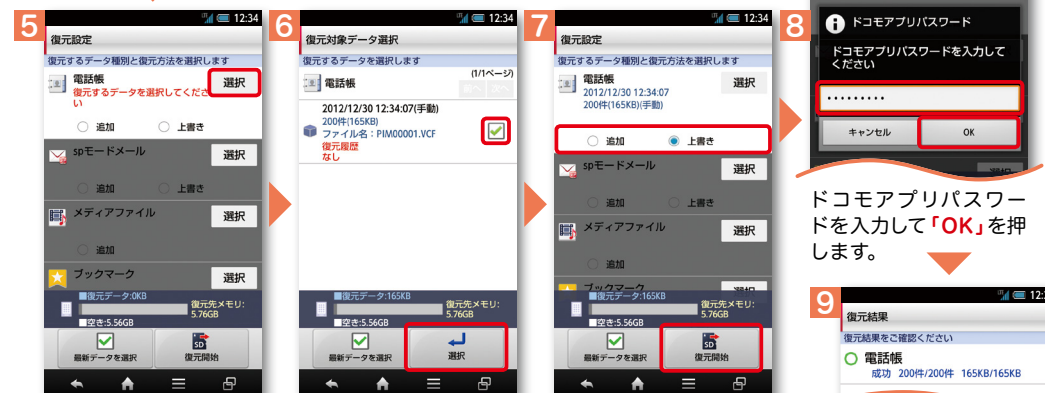 5
12:34
復元設定
復元するデータ種別と復元方法を選択します
電話帳
復元するデータを選択してくださ
い
選択
追加 上書き
spモードメール
選択
追加 上書き
メディアファイル
選択
追加
ブックマーク
選択
■復元データ:0KB
復元先メモリ:
5.76GB
■空き:5.56GB
最新データを選択
復元開始
6
12:34
復元対象データ選択
復元するデータを選択します
電話帳
(1/1ページ)
前へ 次へ
2012/12/30 12:34:07(手動)
200件(165KB)
ファイル名：PIM00001.VCF
復元履歴
なし
■復元データ:165KB
復元先メモリ:
5.76GB
■空き:5.56GB
最新データを選択
選択
7
12:34
復元設定
復元するデータ種別と復元方法を選択します
電話帳
2012/12/30 12:34:07
200件(165KB)(手動)
選択
追加 上書き
spモードメール
選択
追加 上書き
メディアファイル
選択
追加
ブックマーク
選択
■復元データ:165KB
復元先メモリ:
5.76GB
■空き:5.56GB
最新データを選択
SD
復元開始
8
ドコモアプリパスワード
ドコモアプリパスワードを入力して
ください
•••••••••
キャンセル
OK
ドコモアプリパスワー
ドを入力して「OK」を押
します。
9
復元結果
復元結果をご確認ください
電話帳
成功 200件/200件 165KB/165KB